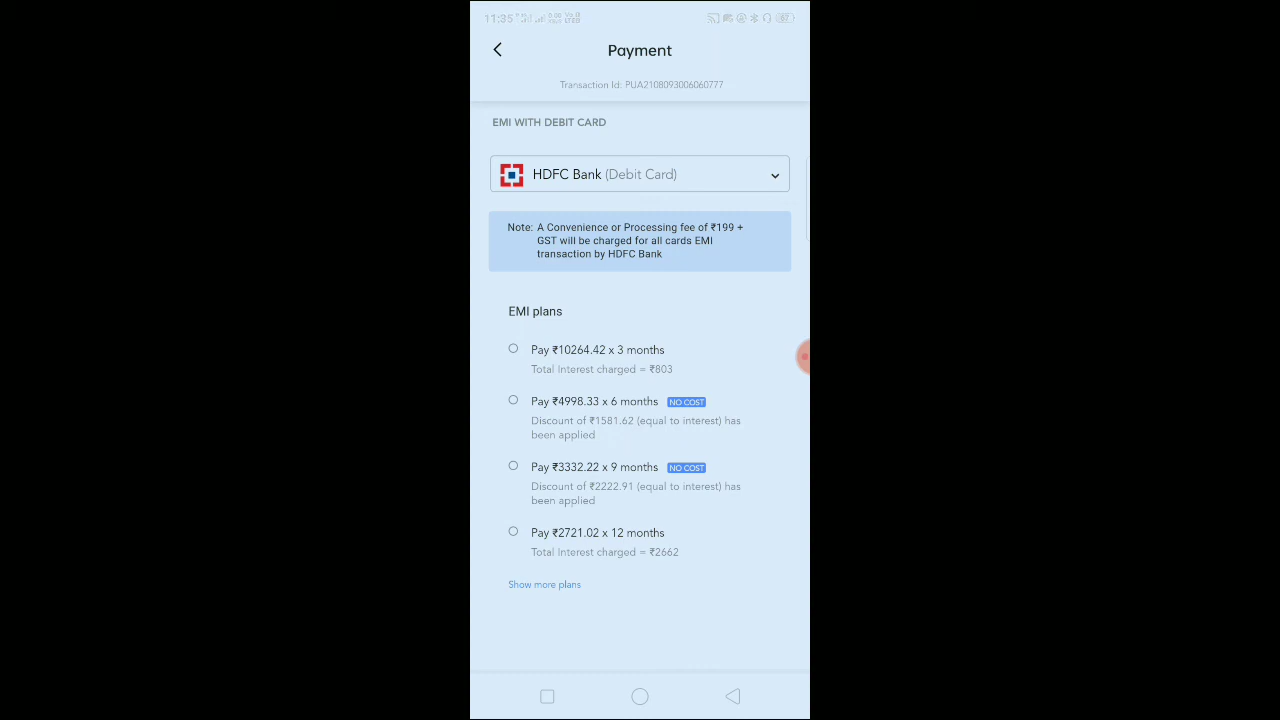 11:35
Payment
Transaction Id: PUA2108093006060777
EMI WITH DEBIT CARD
HDFC Bank (Debit Card)
Note: A Convenience or Processing fee of ₹199 +
GST will be charged for all cards EMI
transaction by HDFC Bank
EMI plans
Pay ₹10264.42 x 3 months
Total Interest charged = ₹803
Pay ₹4998.33 x 6 months NO COST
Discount of ₹1581.62 (equal to interest) has
been applied
Pay ₹3332.22 x 9 months NO COST
Discount of ₹2222.91 (equal to interest) has
been applied
Pay ₹2721.02 x 12 months
Total Interest charged = ₹2662
Show more plans